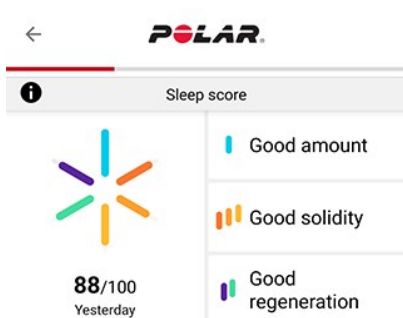 POLAR.
Sleep score
Good amount
Good solidity
88/100
Yesterday
Good
regeneration